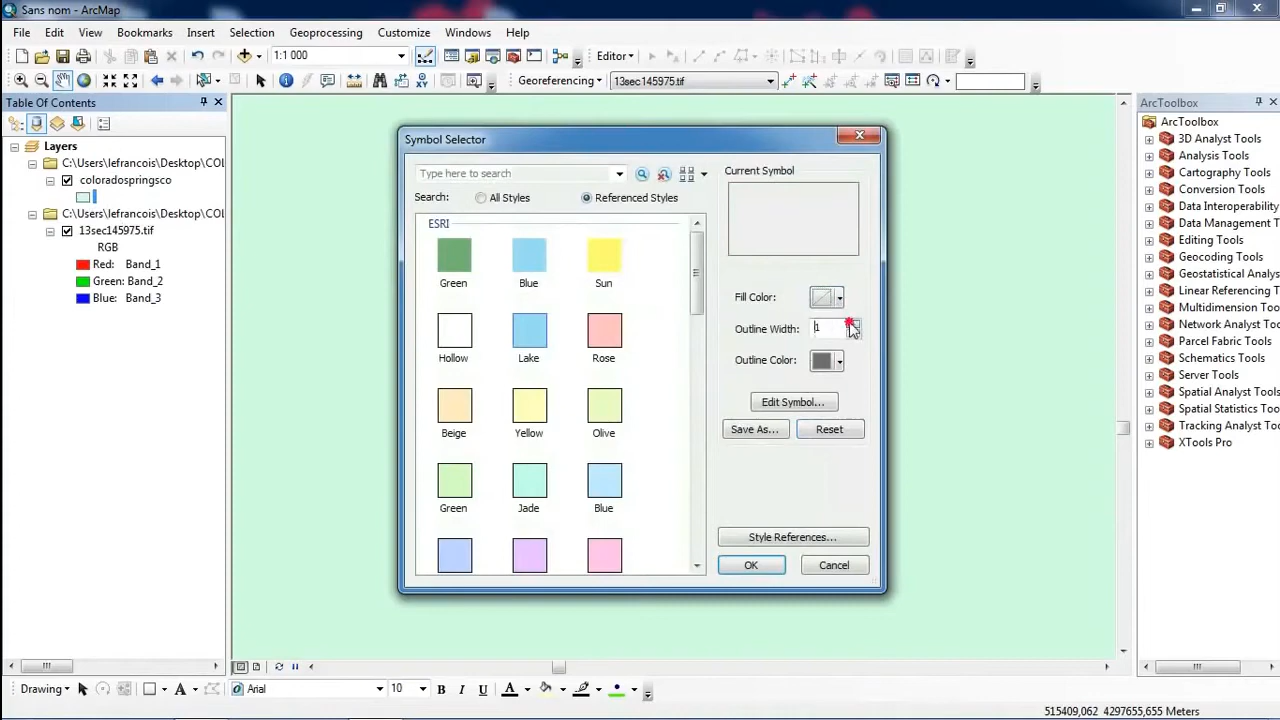 Sans nom - ArcMap
File Edit View Bookmarks Insert Selection Geoprocessing Customize Windows Help
1:1 000 Editor
Georeferencing 13sec145975.tif
Table Of Contents
Layers
C:\Users\lefrancois\Desktop\COL
coloradospringsco
C:\Users\lefrancois\Desktop\COL
13sec145975.tif
RGB
Red: Band_1
Green: Band_2
Blue: Band_3
Symbol Selector
Type here to search
Search: All Styles Referenced Styles
ESRI
Green Blue Sun
Hollow Lake Rose
Beige Yellow Olive
Green Jade Blue
Current Symbol
Fill Color:
Outline Width: 1
Outline Color:
Edit Symbol...
Save As... Reset
Style References...
OK Cancel
ArcToolbox
ArcToolbox
3D Analyst Tools
Analysis Tools
Cartography Tools
Conversion Tools
Data Interoperability
Data Management T
Editing Tools
Geocoding Tools
Geostatistical Analys
Linear Referencing T
Multidimension Tools
Network Analyst Too
Parcel Fabric Tools
Schematics Tools
Server Tools
Spatial Analyst Tools
Spatial Statistics Too
Tracking Analyst Too
XTools Pro
Drawing A Arial 10 B I U A
515409,062 4297655,655 Meters